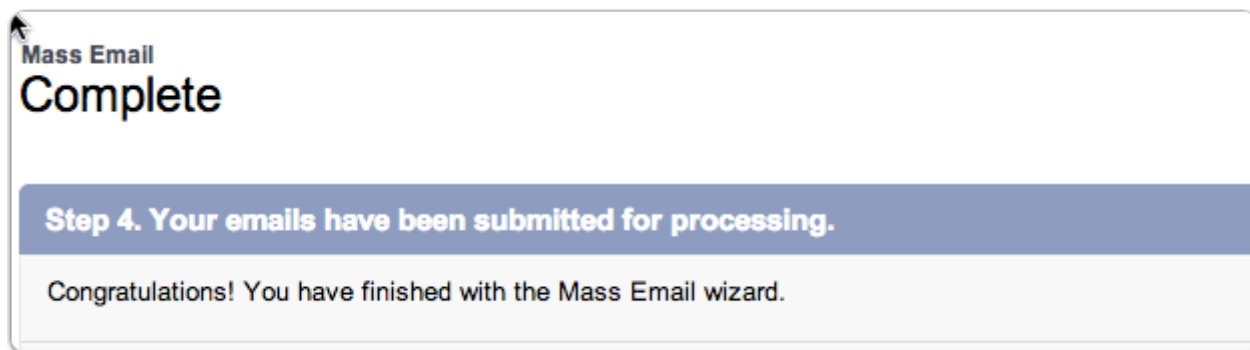 Mass Email
Complete
Step 4. Your emails have been submitted for processing.
Congratulations! You have finished with the Mass Email wizard.